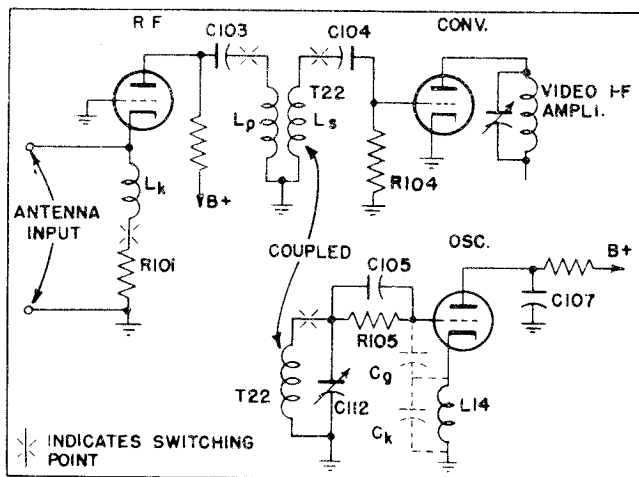 RF
C103
C104
CONV.
T22
Lp
Ls
VIDEO I-F
AMPLI.
Lk
B+
R104
ANTENNA
INPUT
R101
COUPLED
OSC.
C105
B+
R105
C107
Cg
T22
C112
L14
Ck
INDICATES SWITCHING
POINT